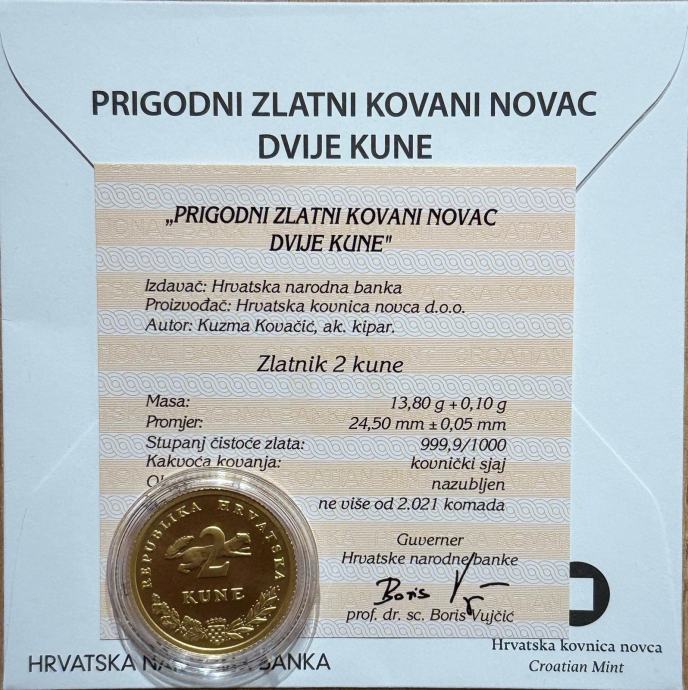 PRIGODNI ZLATNI KOVANI NOVAC
DVIJE KUNE
„PRIGODNI ZLATNI KOVANI NOVAC
DVIJE KUNE"
Izdavač: Hrvatska narodna banka
Proizvođač: Hrvatska kovnica novca d.o.o.
Autor: Kuzma Kovačić, ak. kipar.
Zlatnik 2 kune
Masa: 13,80 g + 0,10 g
Promjer: 24,50 mm ± 0,05 mm
Stupanj čistoće zlata: 999,9/1000
Kakvoća kovanja: kovnički sjaj
nazubljen
ne više od 2.021 komada
REPUBLIKA HRVATSKA
2
KUNE
Guverner
Hrvatske narodne banke
Boris
prof. dr. sc. Boris Vujčić
HRVATSKA BANKA
Hrvatska kovnica novca
Croatian Mint